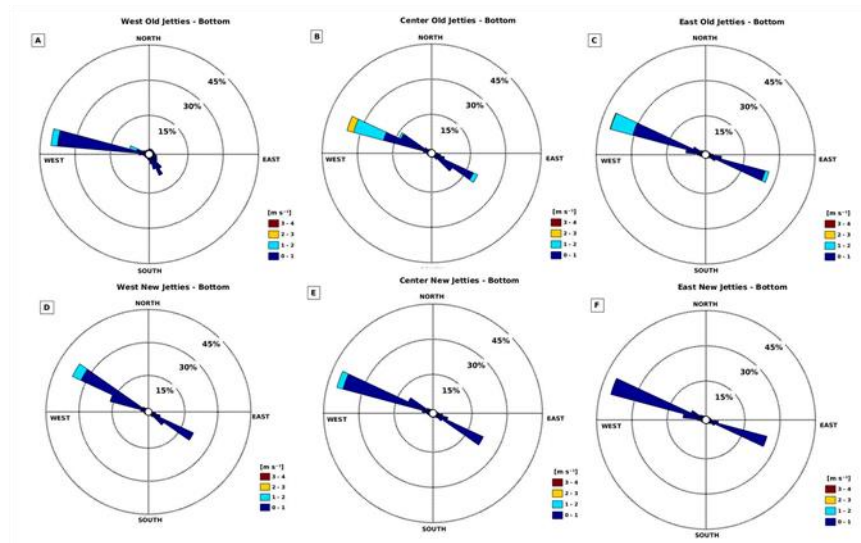 West Old Jetties - Bottom
A
NORTH
45%
30%
15%
WEST
EAST
SOUTH
[m s⁻¹]
3 - 4
2 - 3
1 - 2
0 - 1
Center Old Jetties - Bottom
B
NORTH
45%
30%
15%
WEST
EAST
[m s⁻¹]
3 - 4
2 - 3
1 - 2
0 - 1
East Old Jetties - Bottom
C
NORTH
45%
30%
15%
WEST
EAST
SOUTH
[m s⁻¹]
3 - 4
2 - 3
1 - 2
0 - 1
West New Jetties - Bottom
D
NORTH
45%
30%
15%
WEST
EAST
SOUTH
[m s⁻¹]
3 - 4
2 - 3
1 - 2
0 - 1
Center New Jetties - Bottom
E
NORTH
45%
30%
15%
WEST
EAST
SOUTH
[m s⁻¹]
3 - 4
2 - 3
1 - 2
0 - 1
East New Jetties - Bottom
F
NORTH
45%
30%
15%
WEST
EAST
SOUTH
[m s⁻¹]
3 - 4
2 - 3
1 - 2
0 - 1